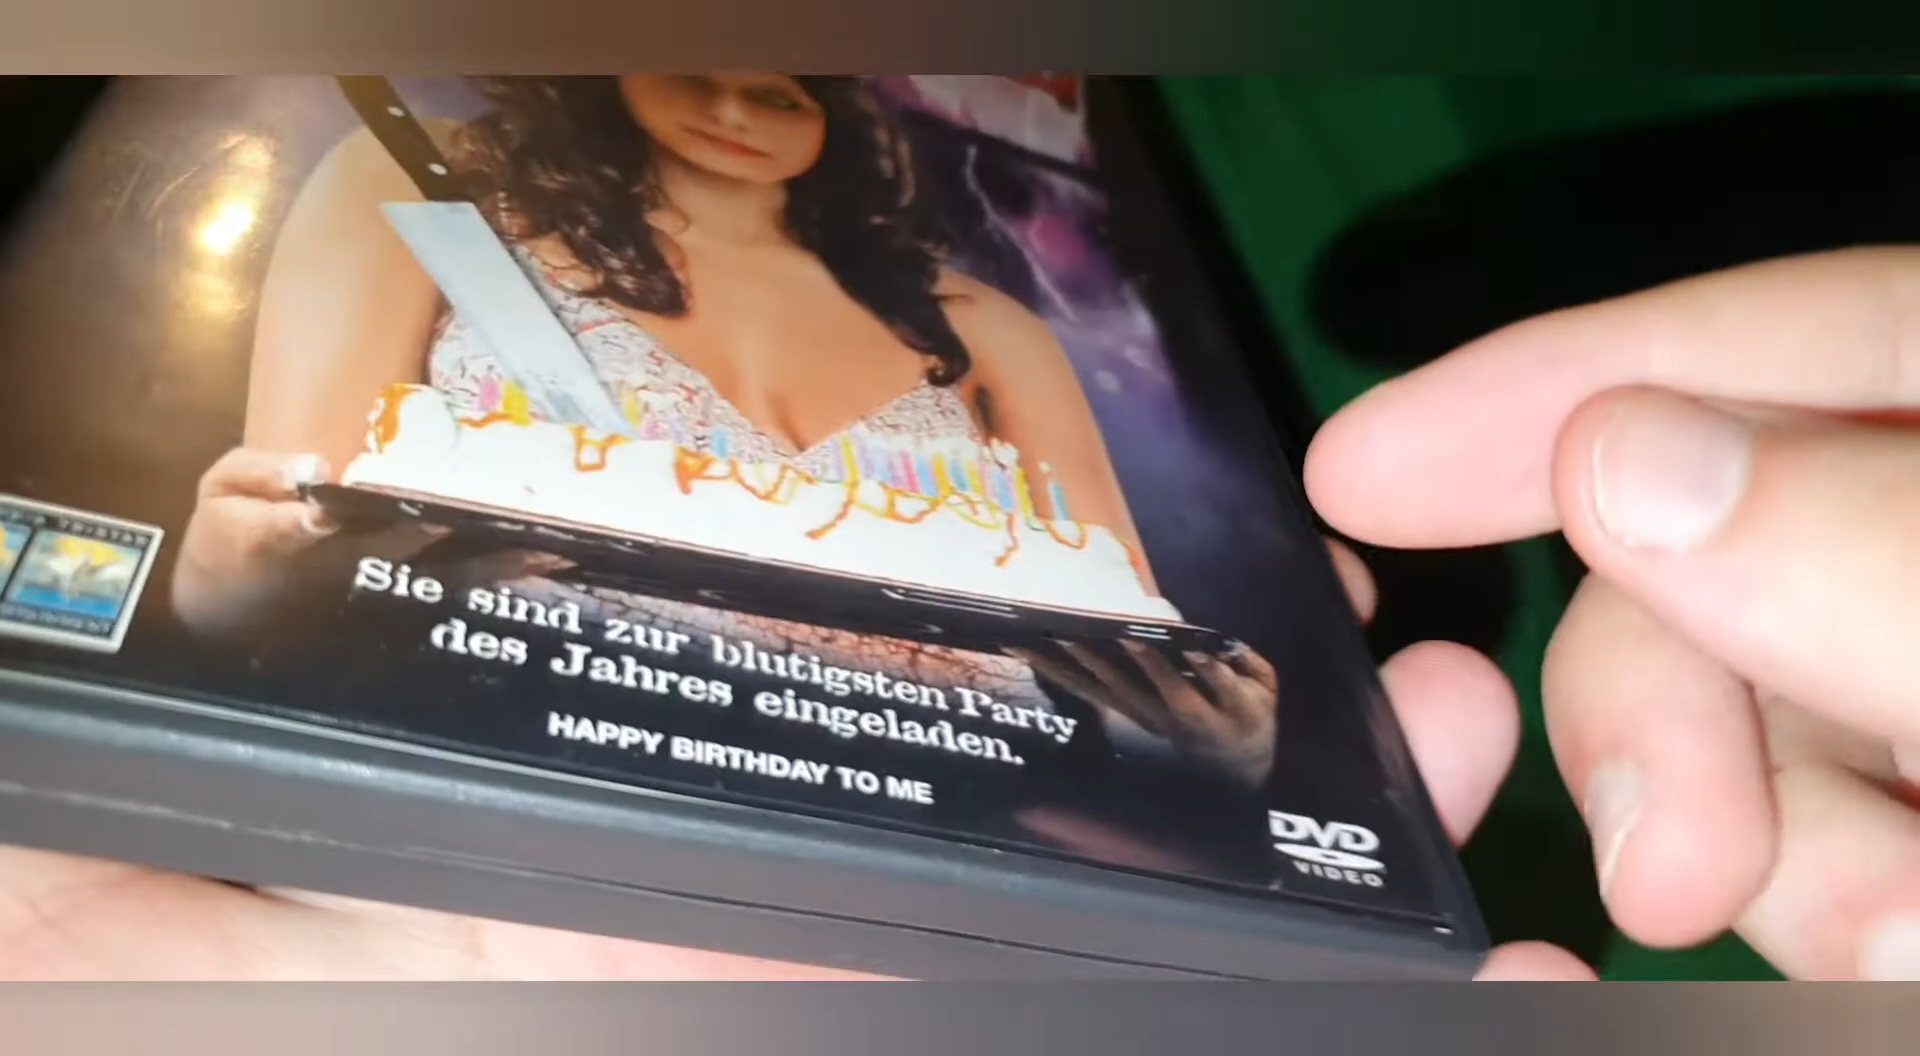 Sie sind zur blutigsten Party
des Jahres eingeladen.
HAPPY BIRTHDAY TO ME
DVD
VIDEO